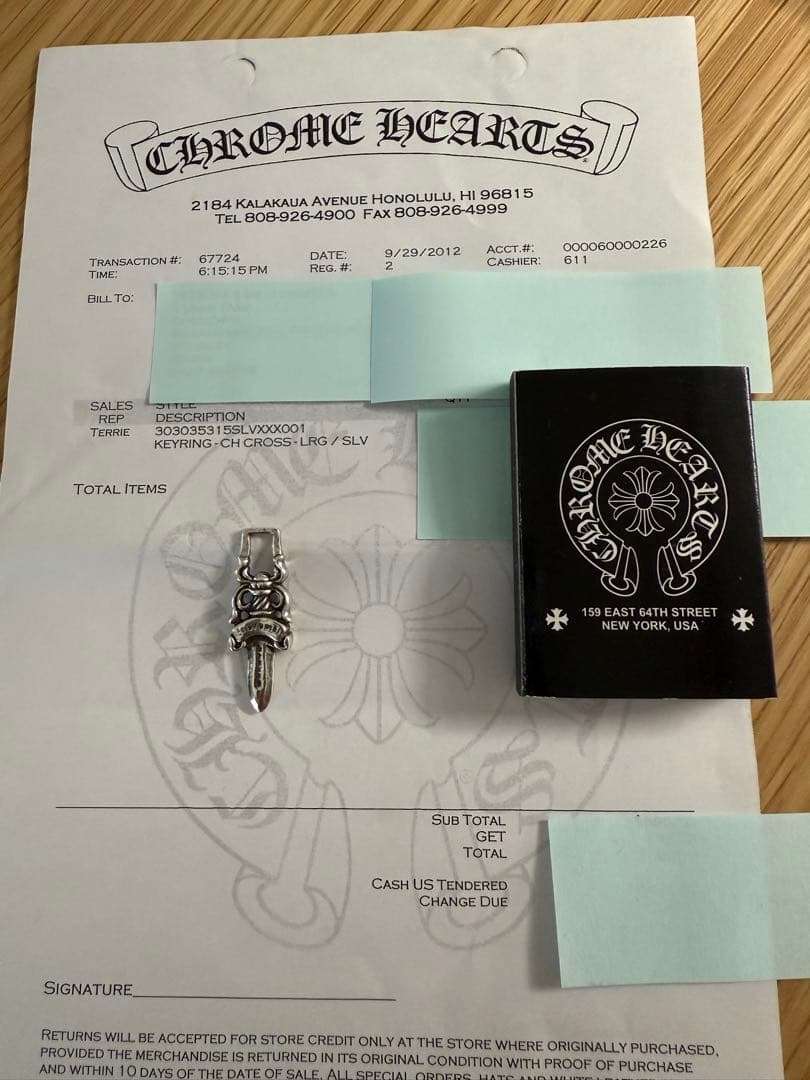 CHROME HEARTS
2184 KALAKAUA AVENUE HONOLULU, HI 96815
TEL 808-926-4900 FAX 808-926-4999
TRANSACTION #: 67724 DATE: 9/29/2012 ACCT.#: 000060000226
TIME: 6:15:15 PM REG. #: 2 CASHIER: 611
BILL TO:
SALES STYLE
REP DESCRIPTION
TERRIE 303035315SLVXXX001
KEYRING - CH CROSS - LRG / SLV
TOTAL ITEMS
CHROME HEARTS
159 EAST 64TH STREET
NEW YORK, USA
SUB TOTAL
GET
TOTAL
CASH US TENDERED
CHANGE DUE
SIGNATURE
RETURNS WILL BE ACCEPTED FOR STORE CREDIT ONLY AT THE STORE WHERE ORIGINALLY PURCHASED,
PROVIDED THE MERCHANDISE IS RETURNED IN ITS ORIGINAL CONDITION WITH PROOF OF PURCHASE
AND WITHIN 10 DAYS OF THE DATE OF SALE. ALL SPECIAL ORDERS, HATS AND WHITE